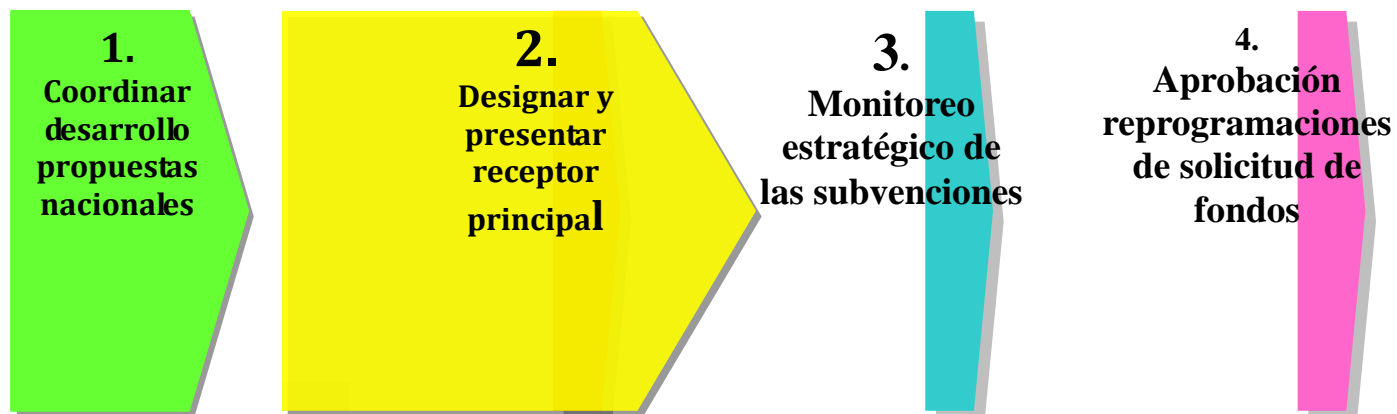 1.
Coordinar
desarrollo
propuestas
nacionales
2.
Designar y
presentar
receptor
principal
3.
Monitoreo
estratégico de
las subvenciones
4.
Aprobación
reprogramaciones
de solicitud de
fondos